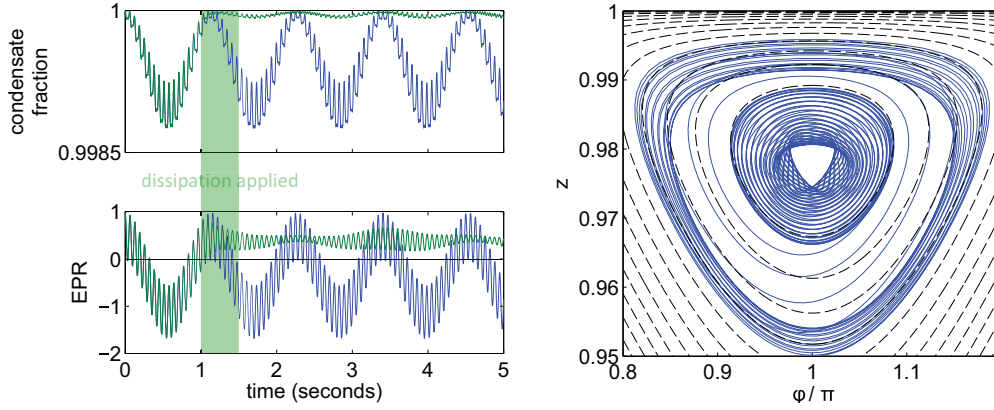 condensate
fraction
1
0.9985
dissipation applied
EPR
1
0
−1
−2
0 1 2 3 4 5
time (seconds)
z
1
0.99
0.98
0.97
0.96
0.95
0.8 0.9 1 1.1
φ/π